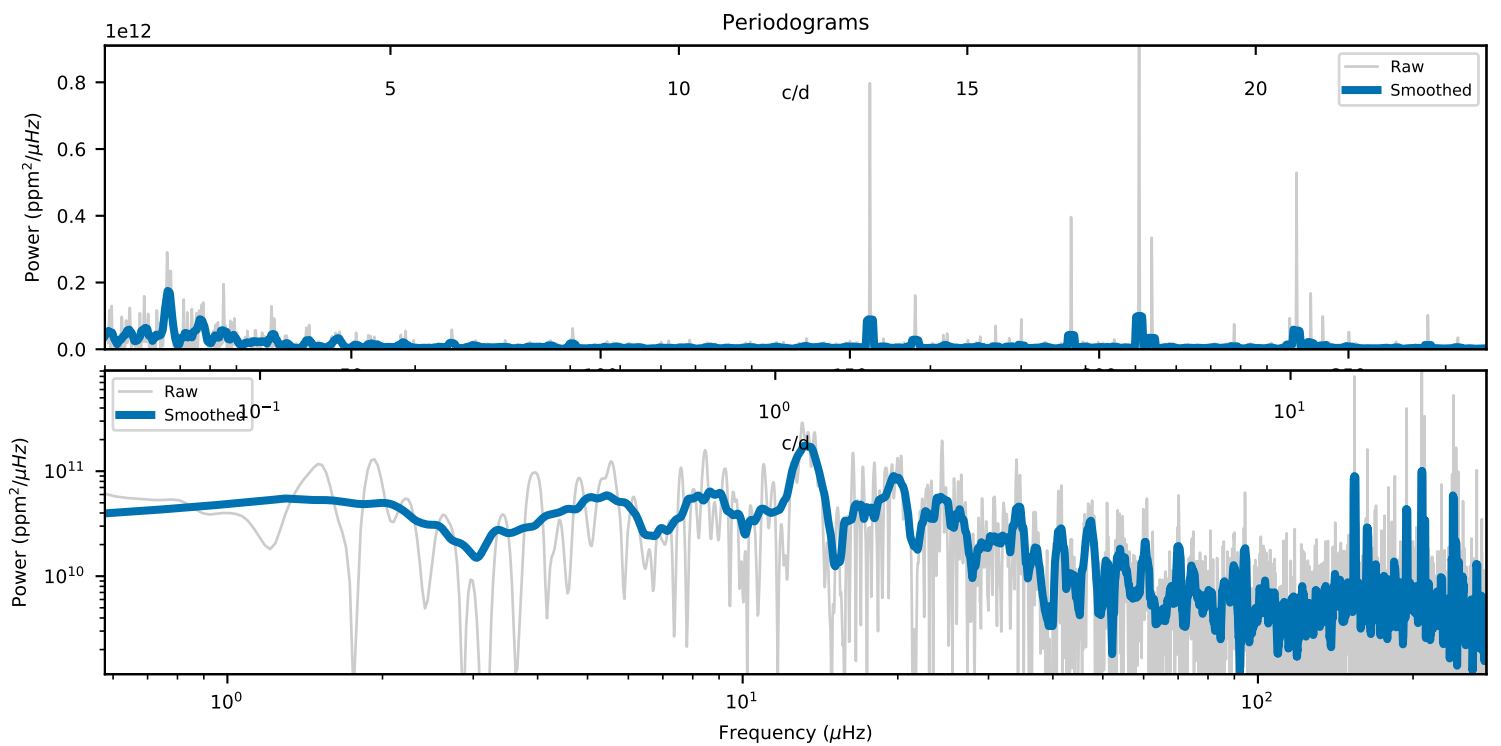 Periodograms
1e12
5 10 15 20
c/d
Raw
Smoothed
0.8
0.6
0.4
0.2
0.0
Power (ppm²/μHz)
Raw
Smoothed
10⁻¹ 10⁰ 10¹
c/d
10¹¹
10¹⁰
Power (ppm²/μHz)
10⁰ 10¹ 10²
Frequency (μHz)